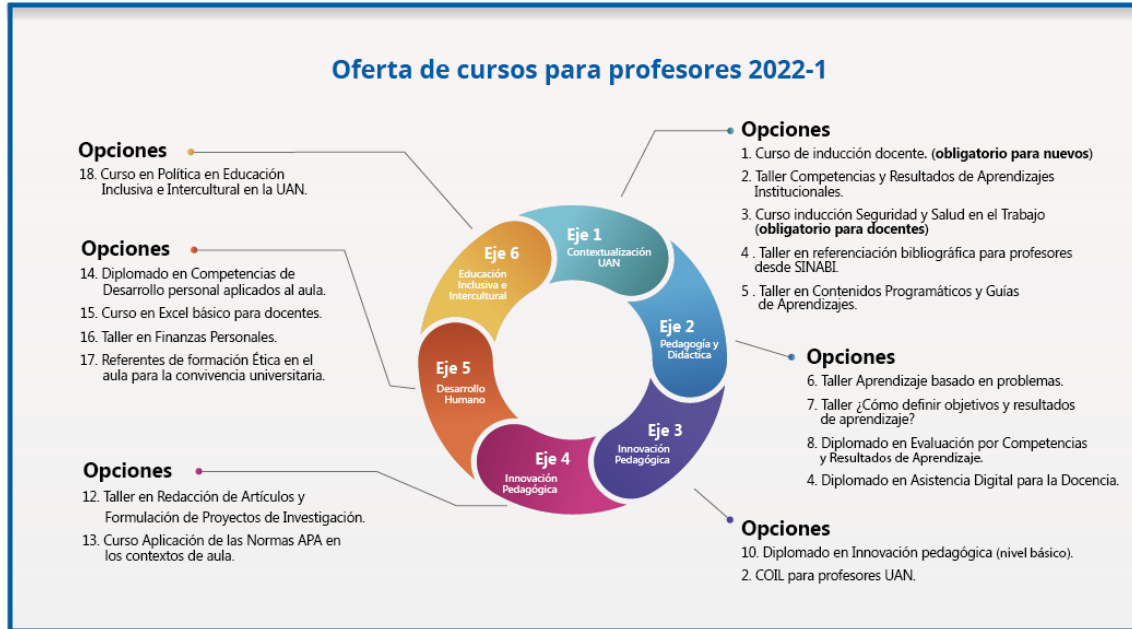 Oferta de cursos para profesores 2022-1
Opciones
1. Curso de inducción docente. (obligatorio para nuevos)
2. Taller Competencias y Resultados de Aprendizajes
Institucionales.
3. Curso inducción Seguridad y Salud en el Trabajo
(obligatorio para docentes)
4 . Taller en referenciación bibliográfica para profesores
desde SINABI.
5 . Taller en Contenidos Programáticos y Guías
de Aprendizajes.
Opciones
6. Taller Aprendizaje basado en problemas.
7. Taller ¿Cómo definir objetivos y resultados
de aprendizaje?
8. Diplomado en Evaluación por Competencias
y Resultados de Aprendizaje.
4. Diplomado en Asistencia Digital para la Docencia.
Opciones
10. Diplomado en Innovación pedagógica (nivel básico).
2. COIL para profesores UAN.
Opciones
12. Taller en Redacción de Artículos y
Formulación de Proyectos de Investigación.
13. Curso Aplicación de las Normas APA en
los contextos de aula.
Opciones
14. Diplomado en Competencias de
Desarrollo personal aplicados al aula.
15. Curso en Excel básico para docentes.
16. Taller en Finanzas Personales.
17. Referentes de formación Ética en el
aula para la convivencia universitaria.
Opciones
18. Curso en Política en Educación
Inclusiva e Intercultural en la UAN.
Eje 1
Contextualización
UAN
Eje 2
Pedagogía y
Didáctica
Eje 3
Innovación
Pedagógica
Eje 4
Innovación
Pedagógica
Eje 5
Desarrollo
Humano
Eje 6
Educación
Inclusiva e
Intercultural